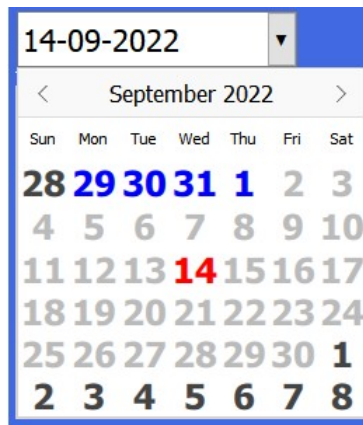 14-09-2022 ▼
< September 2022 >
Sun Mon Tue Wed Thu Fri Sat
28 29 30 31 1 2 3
4 5 6 7 8 9 10
11 12 13 14 15 16 17
18 19 20 21 22 23 24
25 26 27 28 29 30 1
2 3 4 5 6 7 8